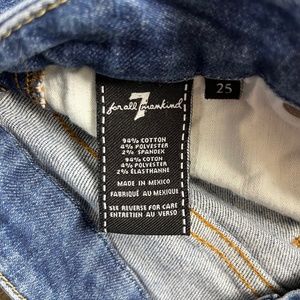 7
for all mankind
25
94% COTTON
4% POLYESTER
2% SPANDEX
94% COTON
4% POLYESTER
2% ÉLASTHANNE
MADE IN MEXICO
FABRIQUÉ AU MEXIQUE
SEE REVERSE FOR CARE
ENTRETIEN AU VERSO